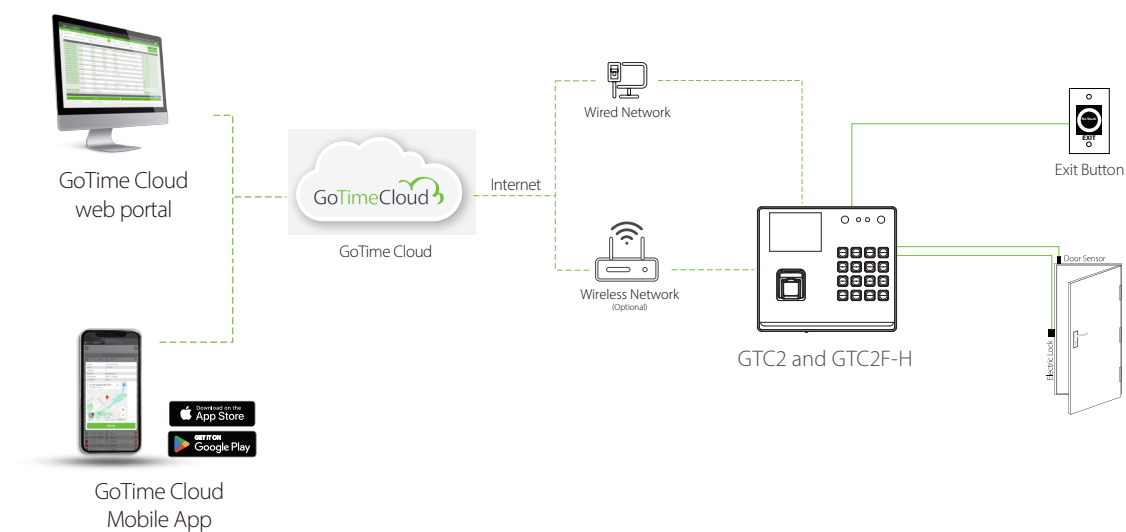 GoTime Cloud
web portal
GoTimeCloud
GoTime Cloud
Internet
Wired Network
Wireless Network
(Optional)
EXIT
Exit Button
Door Sensor
Electric Lock
GTC2 and GTC2F-H
Download on the
App Store
GET IT ON
Google Play
GoTime Cloud
Mobile App